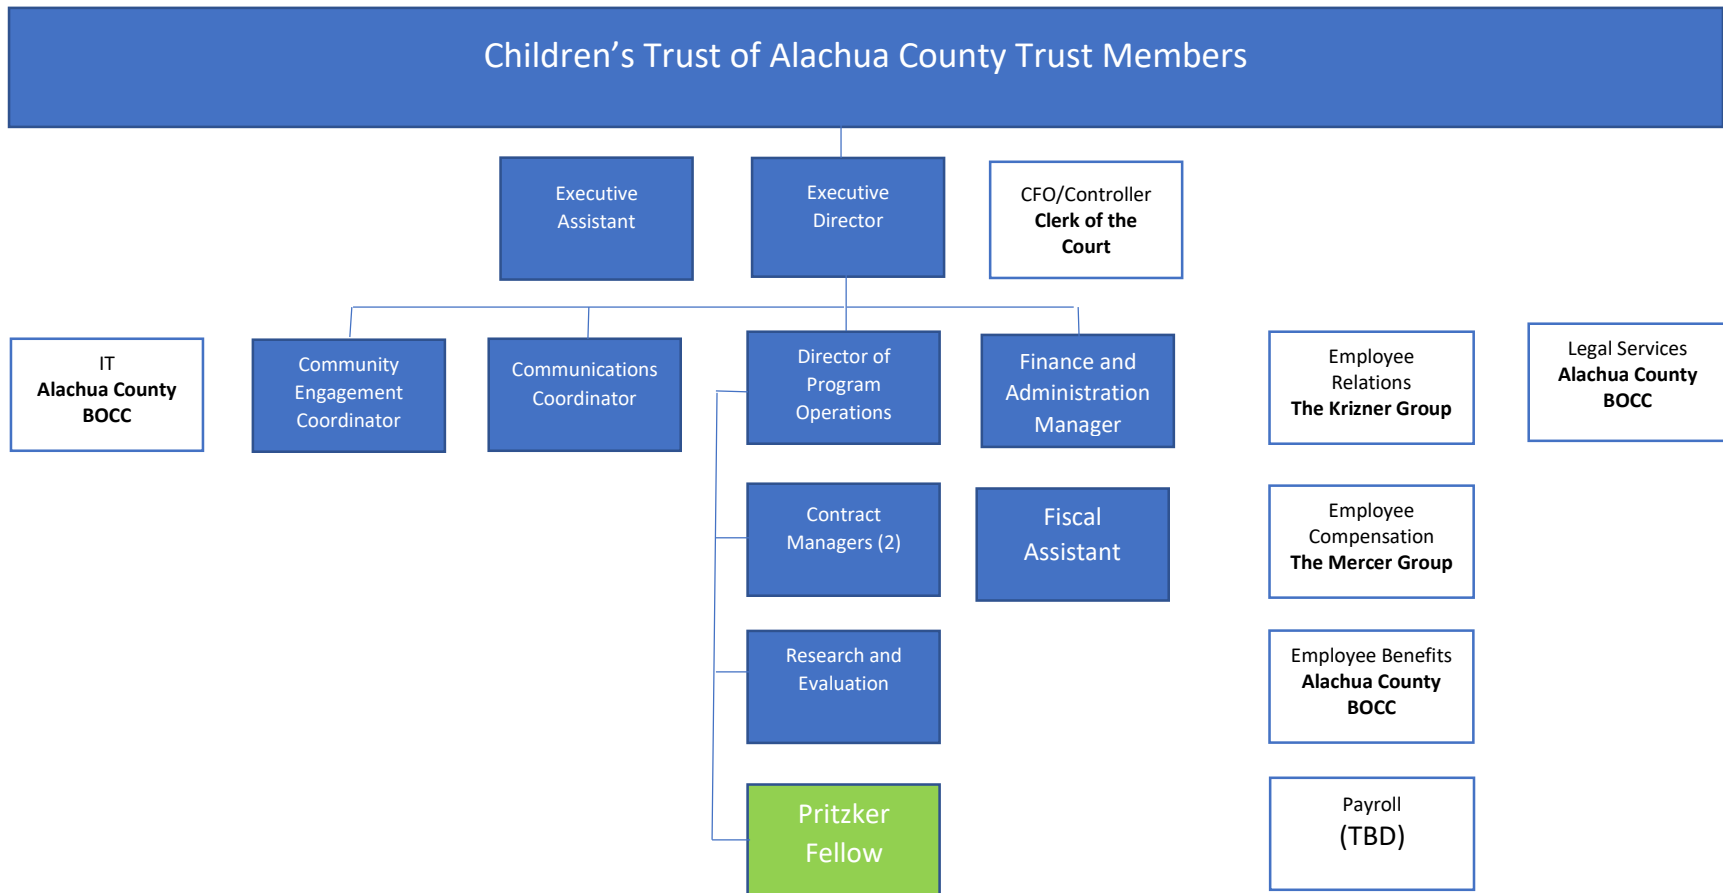 Children’s Trust of Alachua County Trust Members
Executive
Assistant
Executive
Director
CFO/Controller
Clerk of the
Court
IT
Alachua County
BOCC
Community
Engagement
Coordinator
Communications
Coordinator
Director of
Program
Operations
Finance and
Administration
Manager
Employee
Relations
The Krizner Group
Legal Services
Alachua County
BOCC
Contract
Managers (2)
Fiscal
Assistant
Employee
Compensation
The Mercer Group
Research and
Evaluation
Employee Benefits
Alachua County
BOCC
Pritzker
Fellow
Payroll
(TBD)